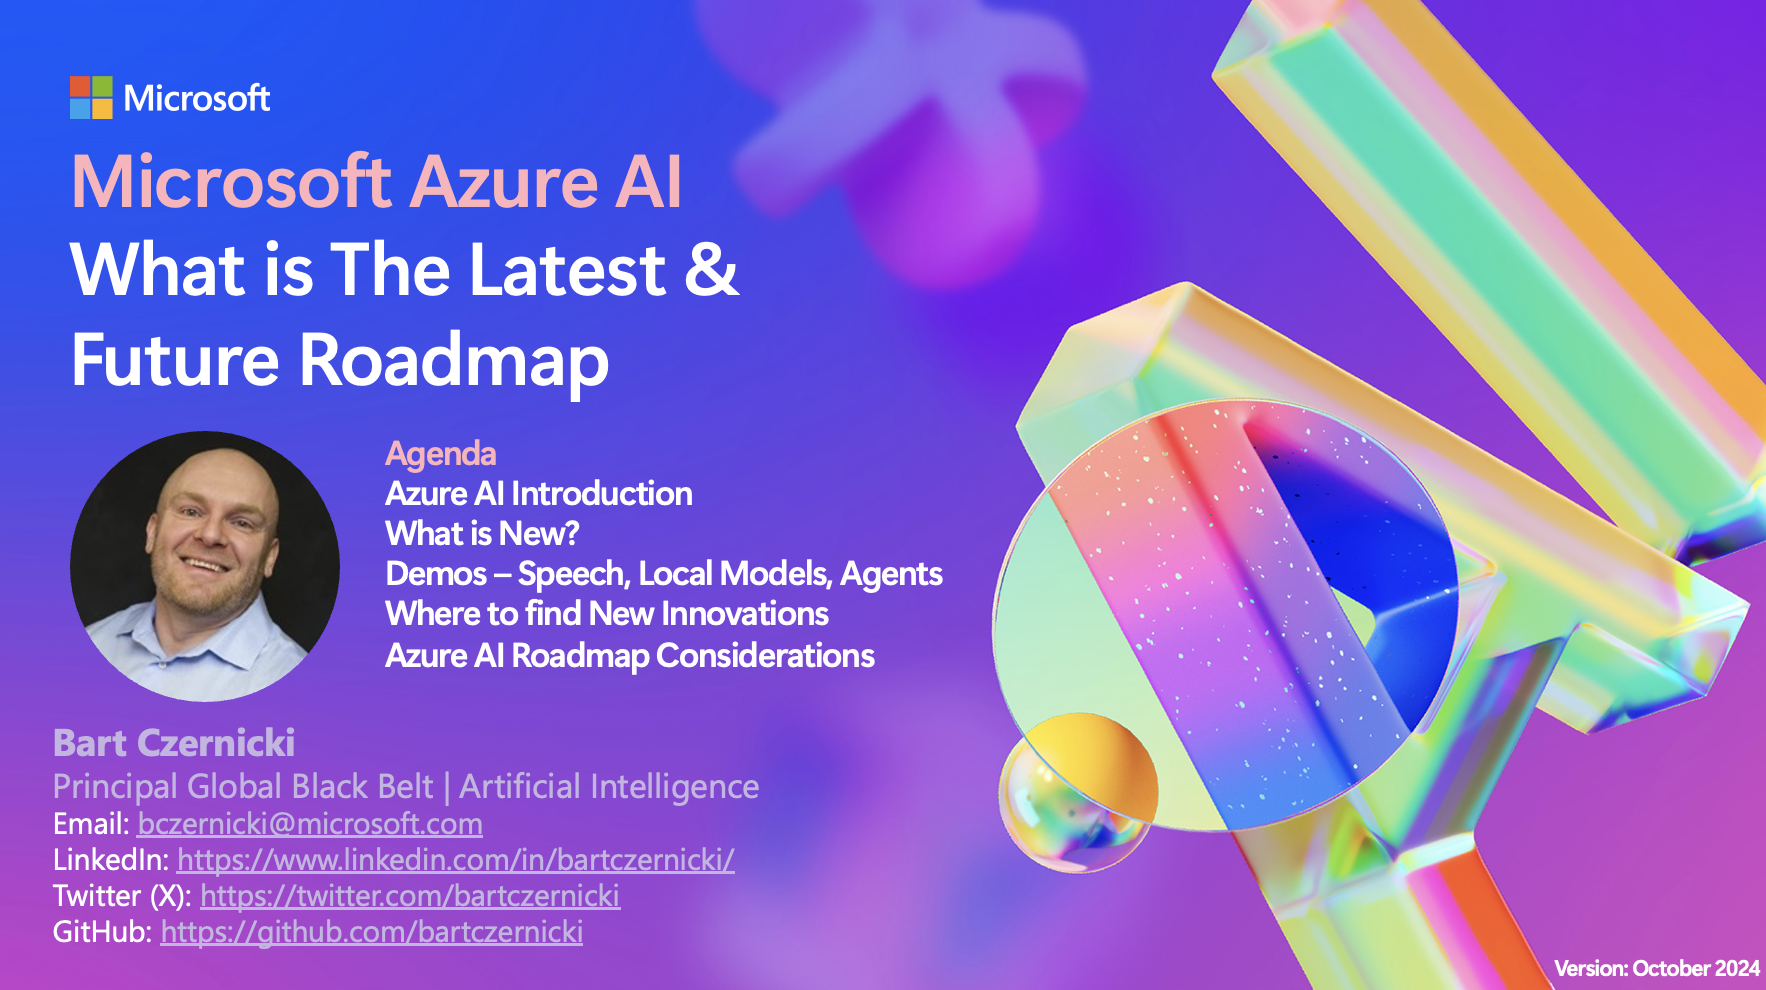 Microsoft
Microsoft Azure AI
What is The Latest &
Future Roadmap
Agenda
Azure AI Introduction
What is New?
Demos – Speech, Local Models, Agents
Where to find New Innovations
Azure AI Roadmap Considerations
Bart Czernicki
Principal Global Black Belt | Artificial Intelligence
Email: bczernicki@microsoft.com
LinkedIn: https://www.linkedin.com/in/bartczernicki/
Twitter (X): https://twitter.com/bartczernicki
GitHub: https://github.com/bartczernicki
Version: October 2024